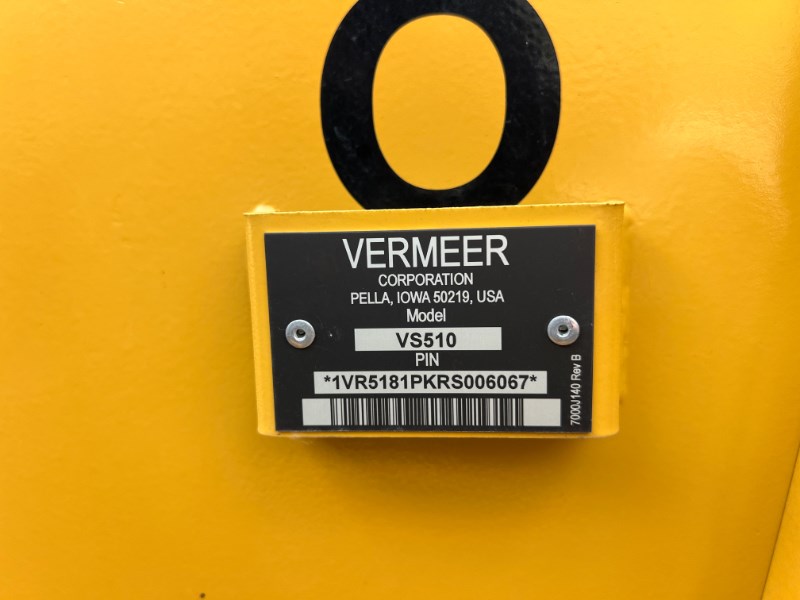 O
VERMEER
CORPORATION
PELLA, IOWA 50219, USA
Model
VS510
PIN
*1VR5181PKRS006067*
7000J140 Rev B